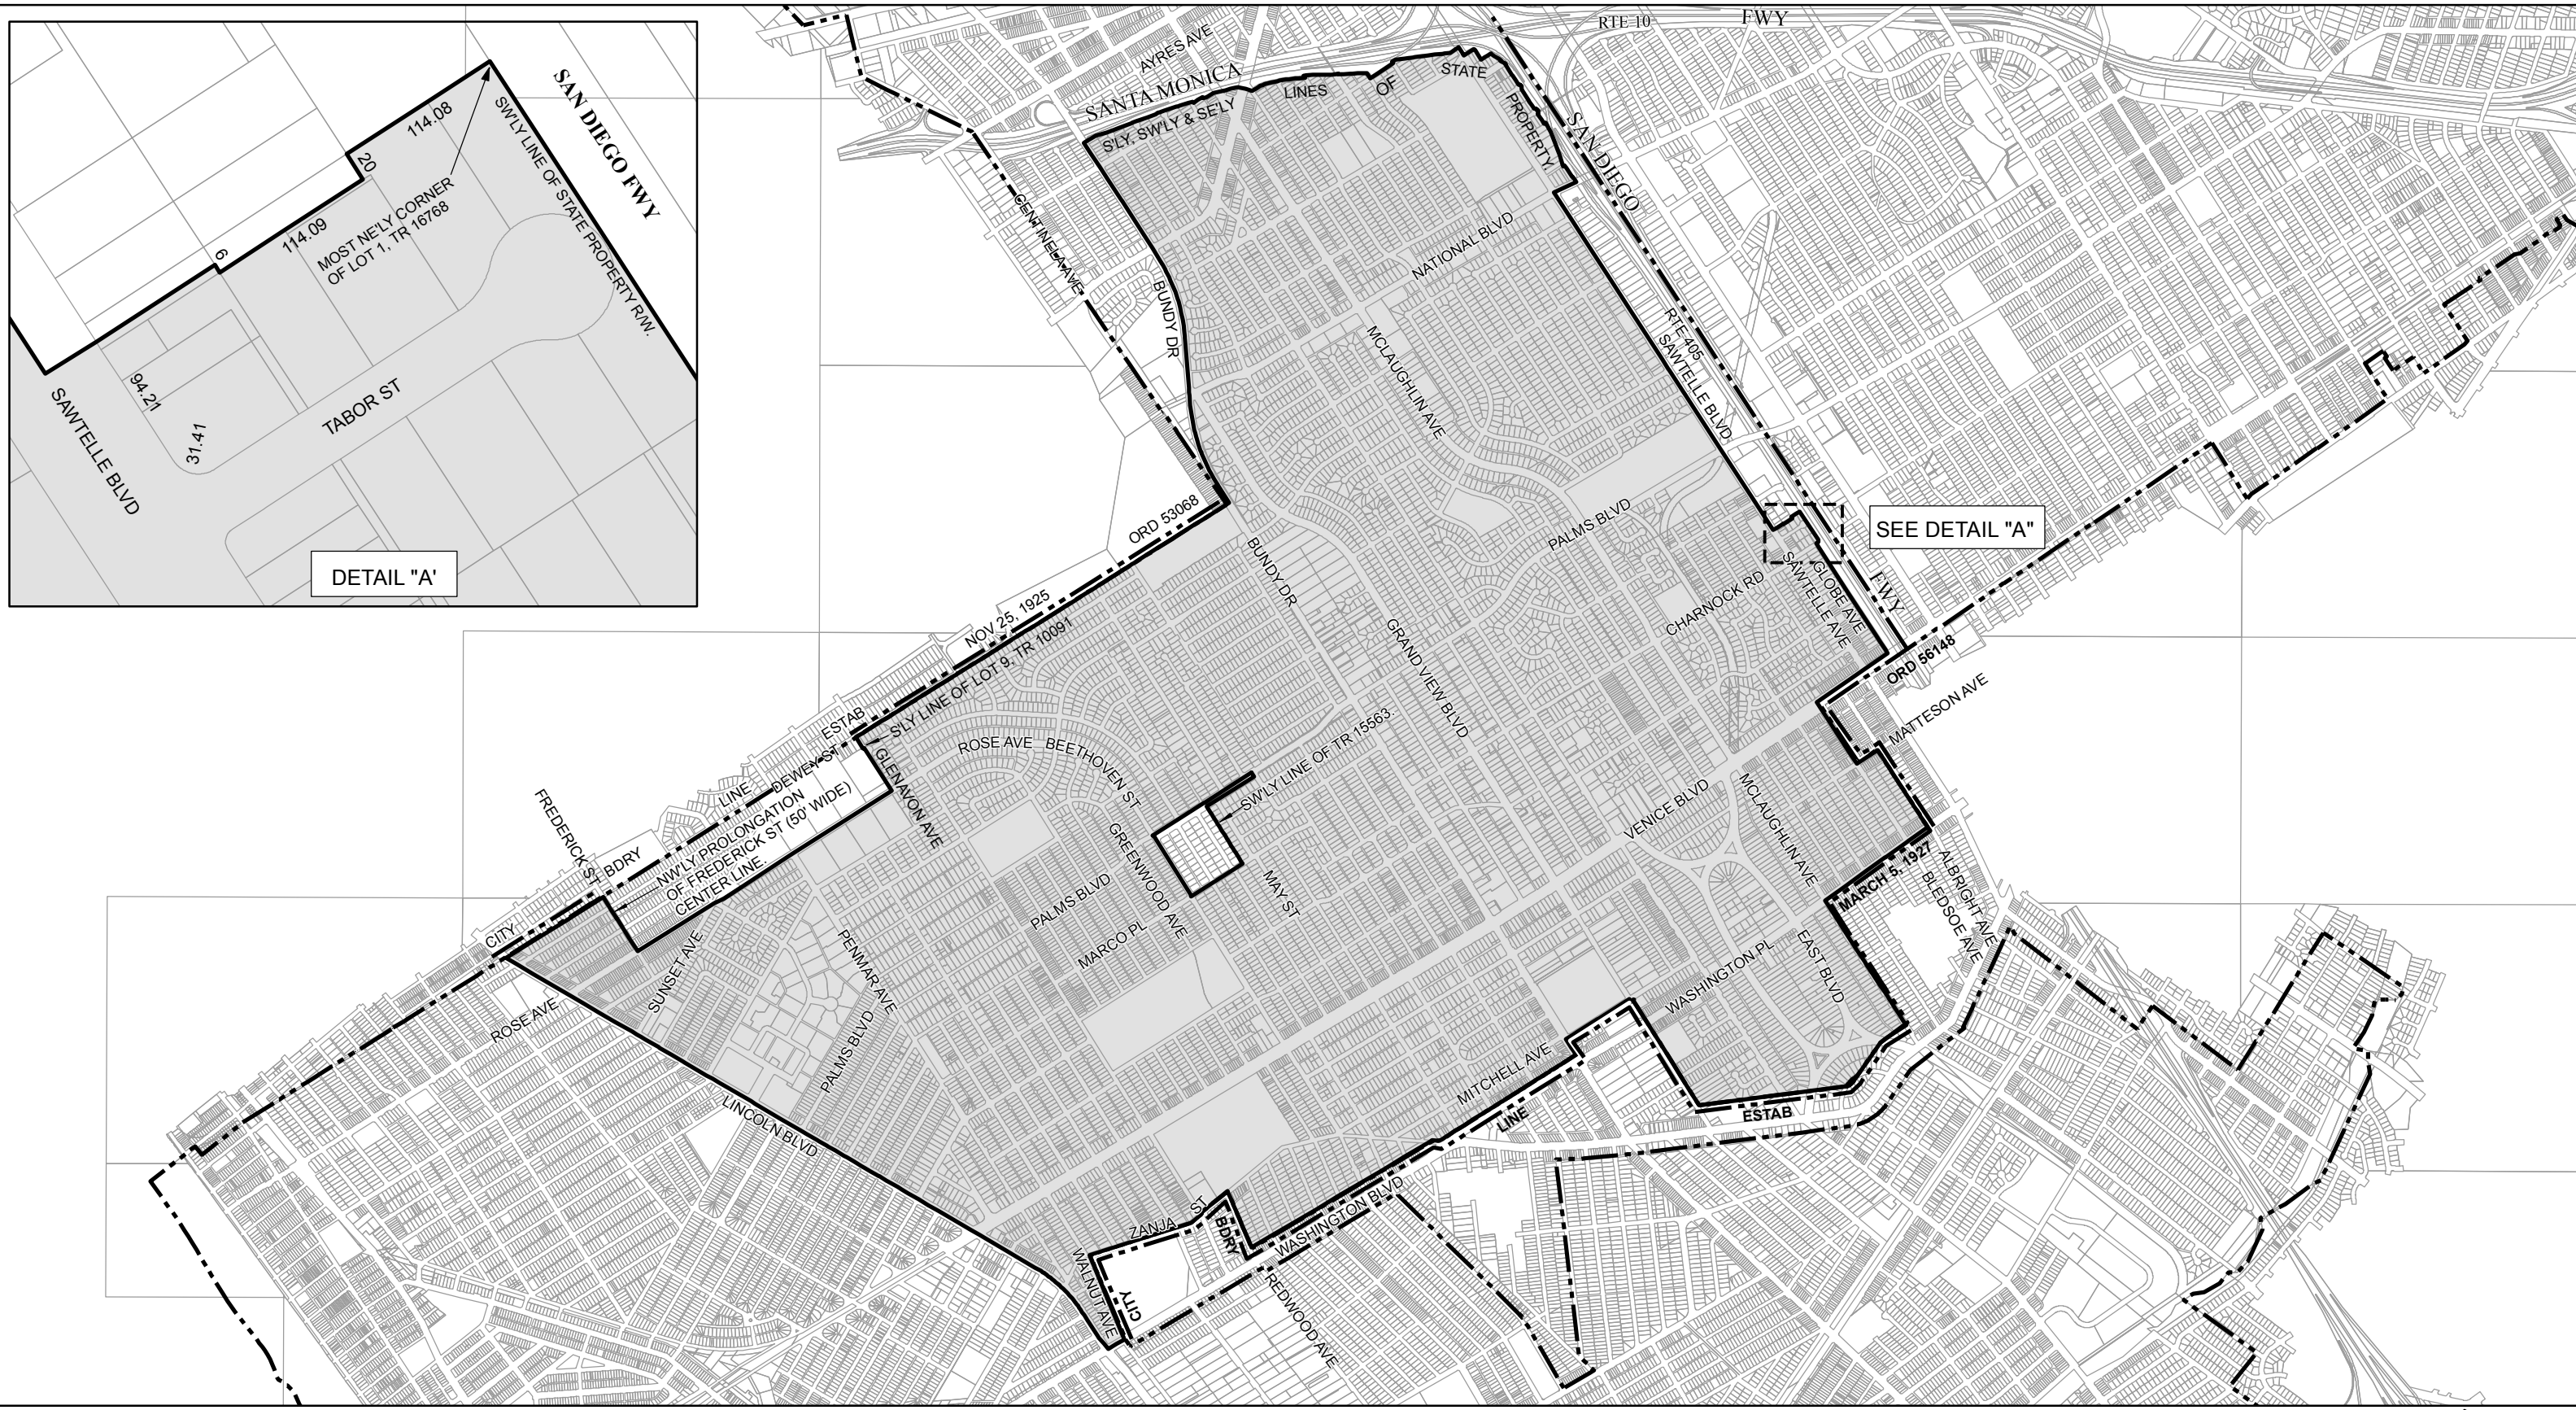 SAN DIEGO FWY
114.08
20
SW'LY LINE OF STATE PROPERTY R/W.
MOST NE'LY CORNER
OF LOT 1, TR 16768
114.09
6
94.21
31.41
TABOR ST
SAWTELLE BLVD
DETAIL "A'
RTE 10
FWY
AYRES AVE
SANTA MONICA
S'LY, SW'LY & SE'LY
LINES
OF
STATE
PROPERTY.
SAN DIEGO
CENTINELA AVE
BUNDY DR
NATIONAL BLVD
MCLAUGHLIN AVE
RTE 405
SAWTELLE BLVD
ORD 53068
PALMS BLVD
SEE DETAIL "A"
BUNDY DR
CHARNOCK RD
SAWTELLE AVE
GLOBE AVE
FWY
NOV 25, 1925
S'LY LINE OF LOT 9, TR 10091
GRAND VIEW BLVD
ORD 56148
MATTESON AVE
ESTAB
DEWEY ST
LINE
GLENAVON AVE
ROSE AVE
BEETHOVEN ST
SW'LY LINE OF TR 15563.
FREDERICK ST
BDRY
NW'LY PROLONGATION
OF FREDERICK ST (50' WIDE)
CENTER LINE.
GREENWOOD AVE
VENICE BLVD
MCLAUGHLIN AVE
MARCH 5, 1927
ALBRIGHT AVE
BLEDSOE AVE
CITY
SUNSET AVE
PENMAR AVE
PALMS BLVD
MARCO PL
MAY ST
WASHINGTON PL
EAST BLVD
ROSE AVE
PALMS BLVD
LINCOLN BLVD
MITCHELL AVE
LINE
ESTAB
ZANJA ST
BDRY
WASHINGTON BLVD
WALNUT AVE
CITY
REDWOOD AVE